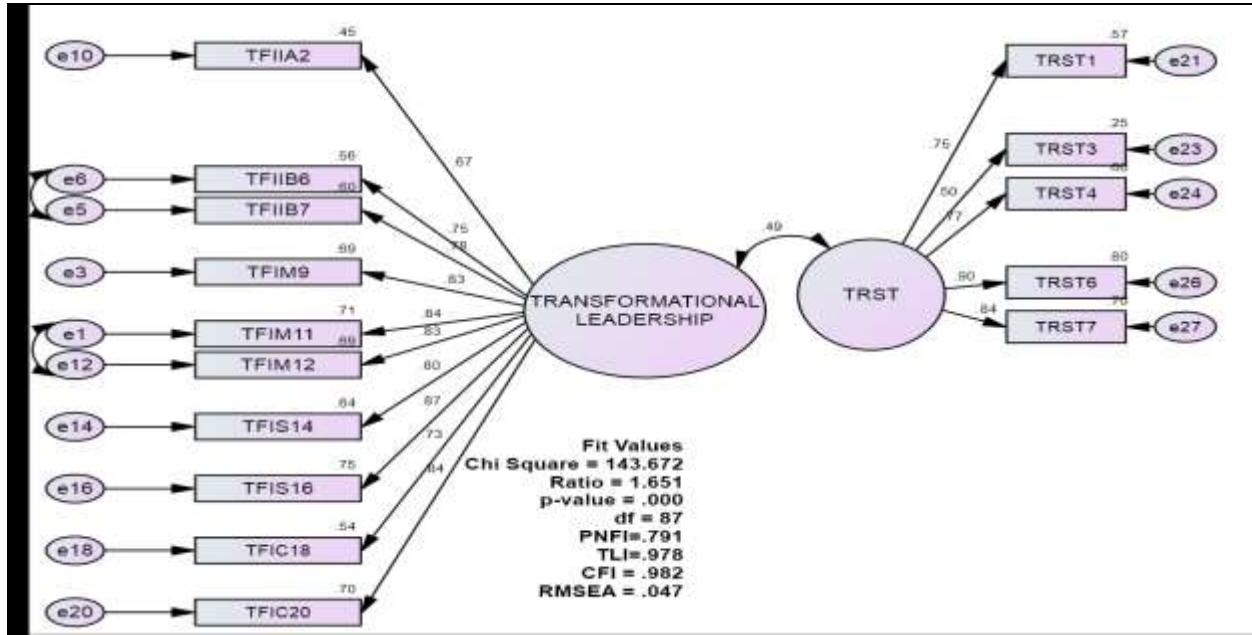 .45
e10
TFIIA2
.56
e6
TFIIB6
.60
e5
TFIIB7
.69
e3
TFIM9
.71
e1
TFIM11
.69
e12
TFIM12
.64
e14
TFIS14
.75
e16
TFIS16
.54
e18
TFIC18
.70
e20
TFIC20
.67
.75
.78
.83
.84
.83
.80
.87
.73
.84
TRANSFORMATIONAL
LEADERSHIP
.49
TRST
.75
.50
.77
.90
.84
.57
TRST1
e21
.25
TRST3
e23
TRST4
e24
.80
TRST6
e26
TRST7
e27
Fit Values
Chi Square = 143.672
Ratio = 1.651
p-value = .000
df = 87
PNFI=.791
TLI=.978
CFI = .982
RMSEA = .047